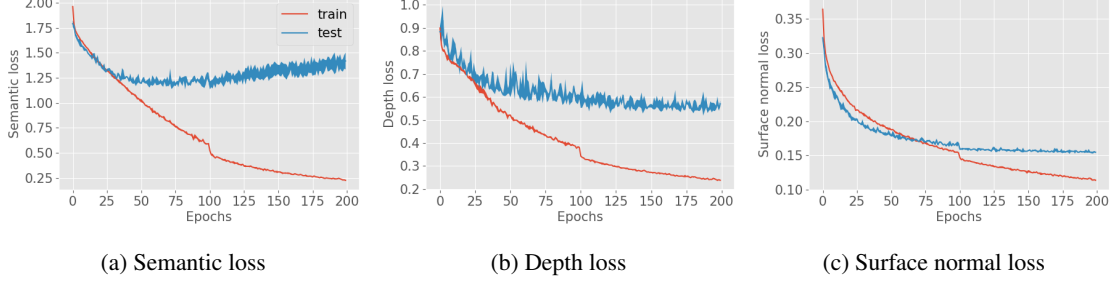 2.00
1.75
1.50
1.25
1.00
0.75
0.50
0.25
Semantic loss
train
test
0 25 50 75 100 125 150 175 200
Epochs
(a) Semantic loss
1.0
0.9
0.8
0.7
0.6
0.5
0.4
0.3
0.2
Depth loss
0 25 50 75 100 125 150 175 200
Epochs
(b) Depth loss
0.35
0.30
0.25
0.20
0.15
0.10
Surface normal loss
0 25 50 75 100 125 150 175 200
Epochs
(c) Surface normal loss